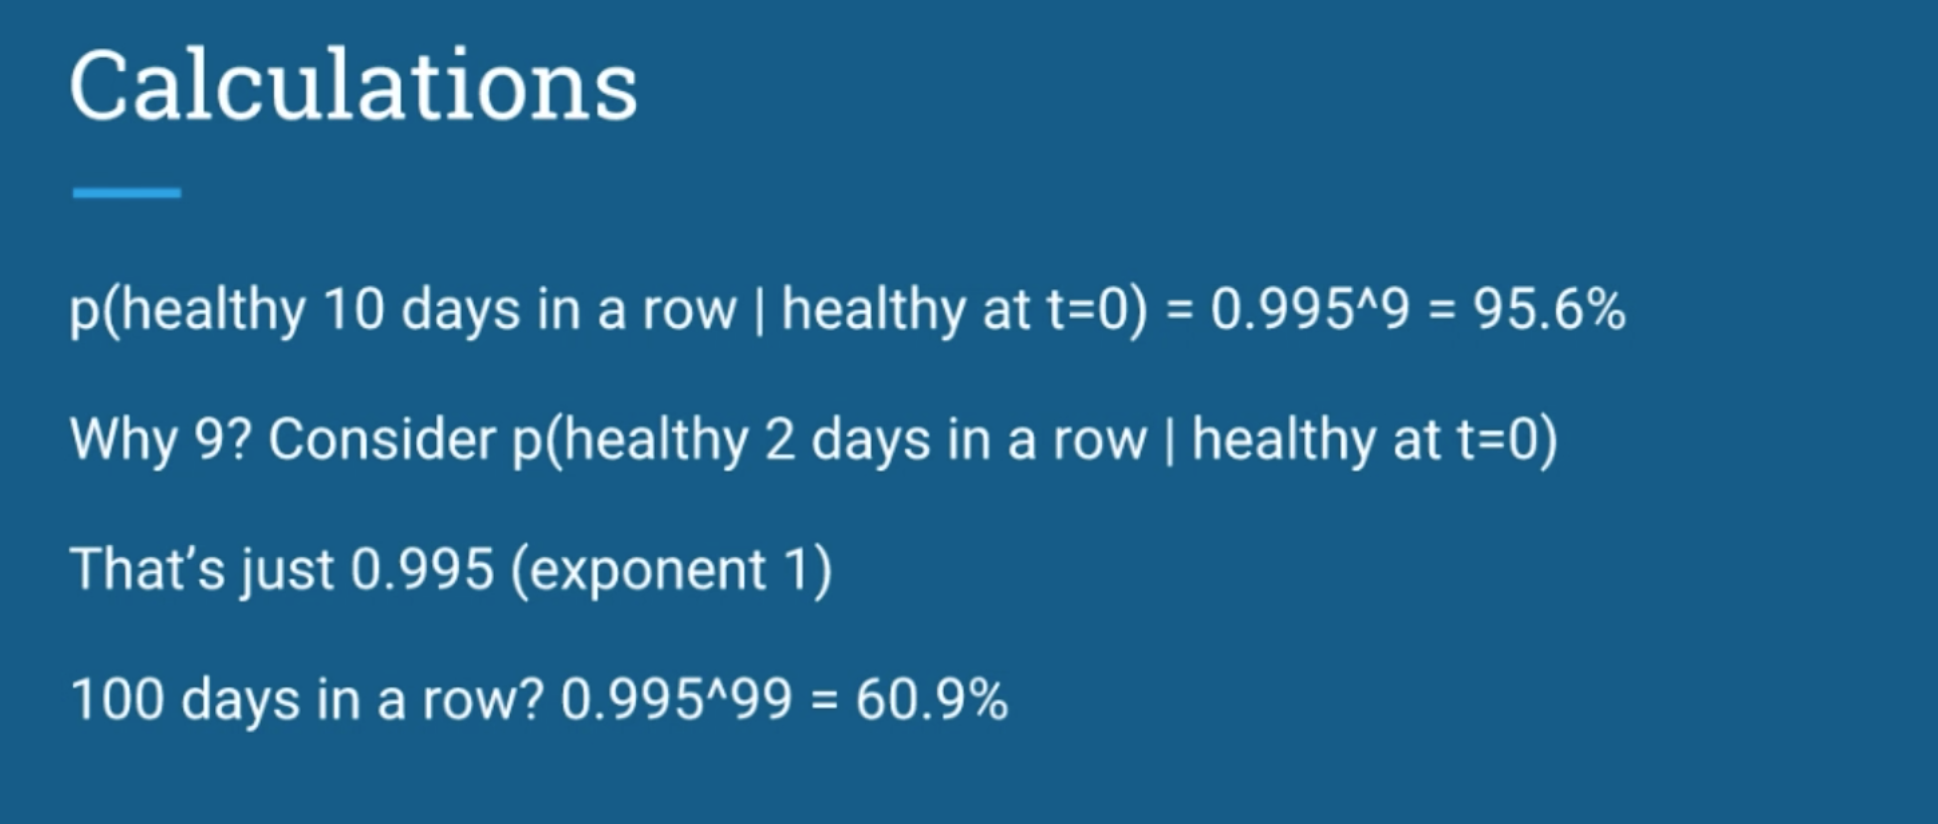 Calculations
p(healthy 10 days in a row | healthy at t=0) = 0.995^9 = 95.6%
Why 9? Consider p(healthy 2 days in a row | healthy at t=0)
That’s just 0.995 (exponent 1)
100 days in a row? 0.995^99 = 60.9%